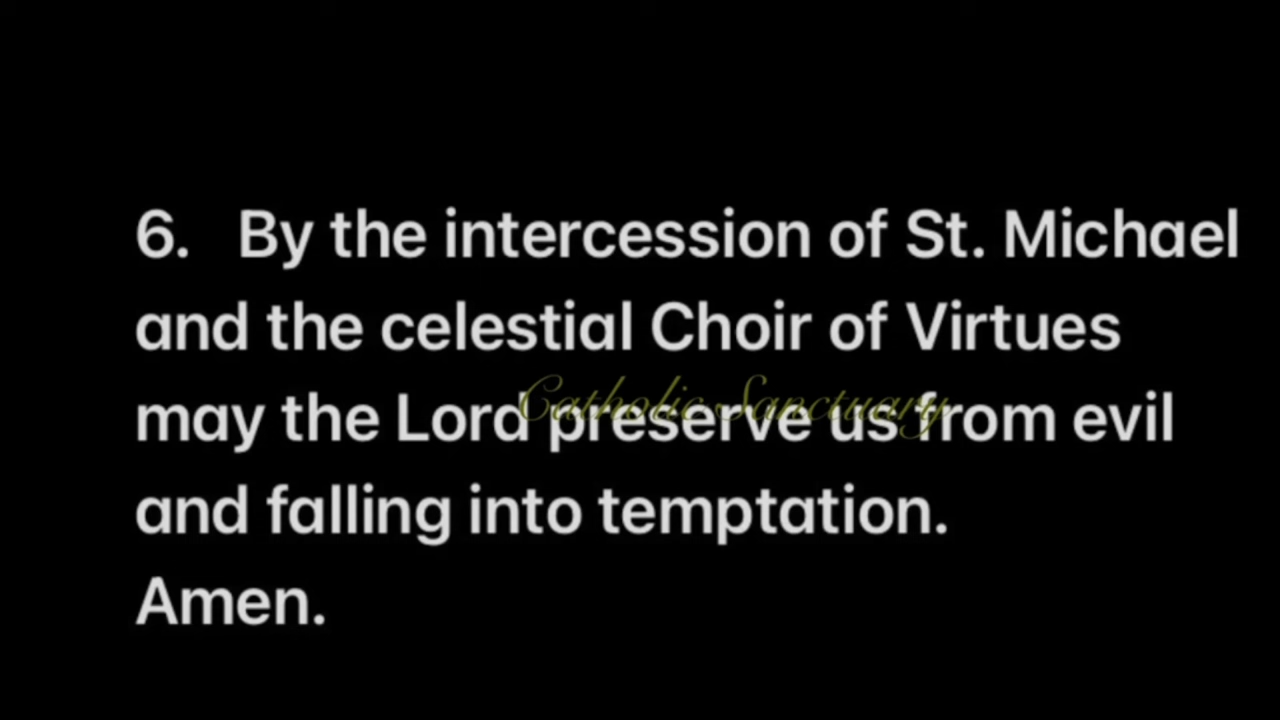 6. By the intercession of St. Michael
and the celestial Choir of Virtues
may the Lord preserve us from evil
Catholic Sanctuary
and falling into temptation.
Amen.